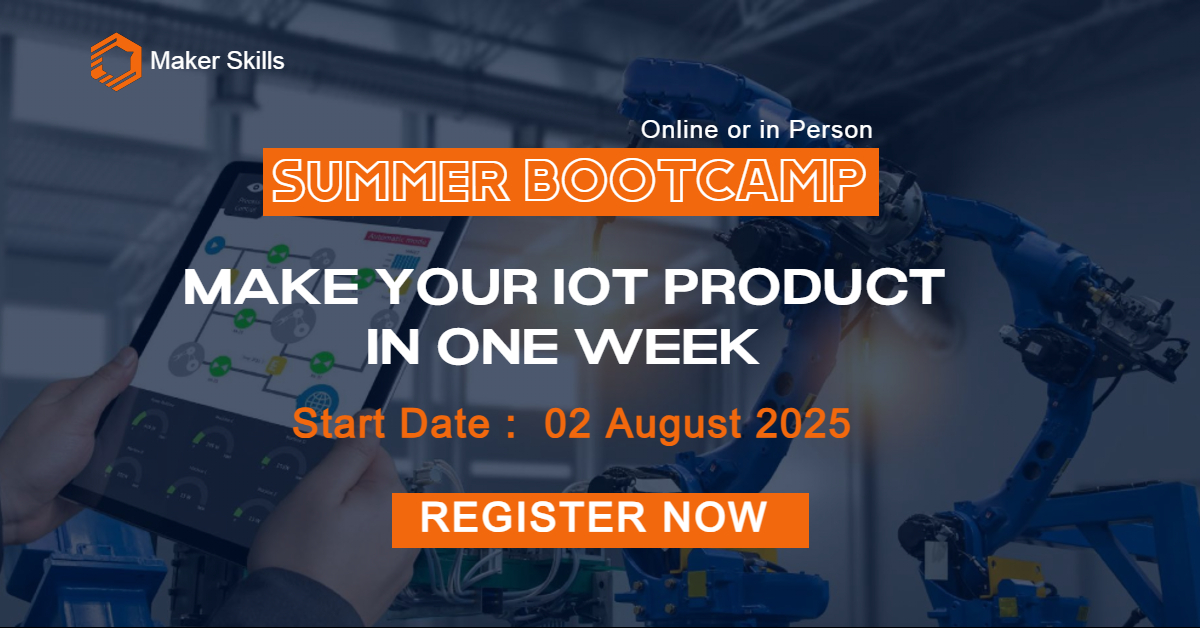 Maker Skills
Online or in Person
SUMMER BOOTCAMP
MAKE YOUR IOT PRODUCT
IN ONE WEEK
Start Date : 02 August 2025
REGISTER NOW